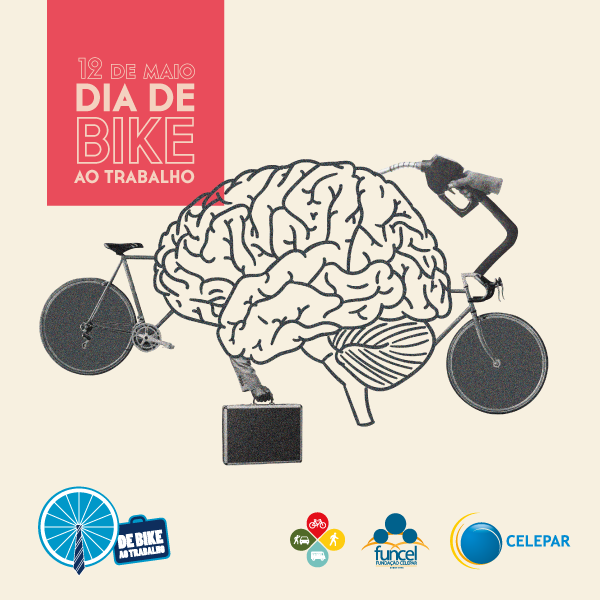 12 DE MAIO
DIA DE
BIKE
AO TRABALHO
DE BIKE
AO TRABALHO
funcel
FUNDAÇÃO CELEPAR
CELEPAR